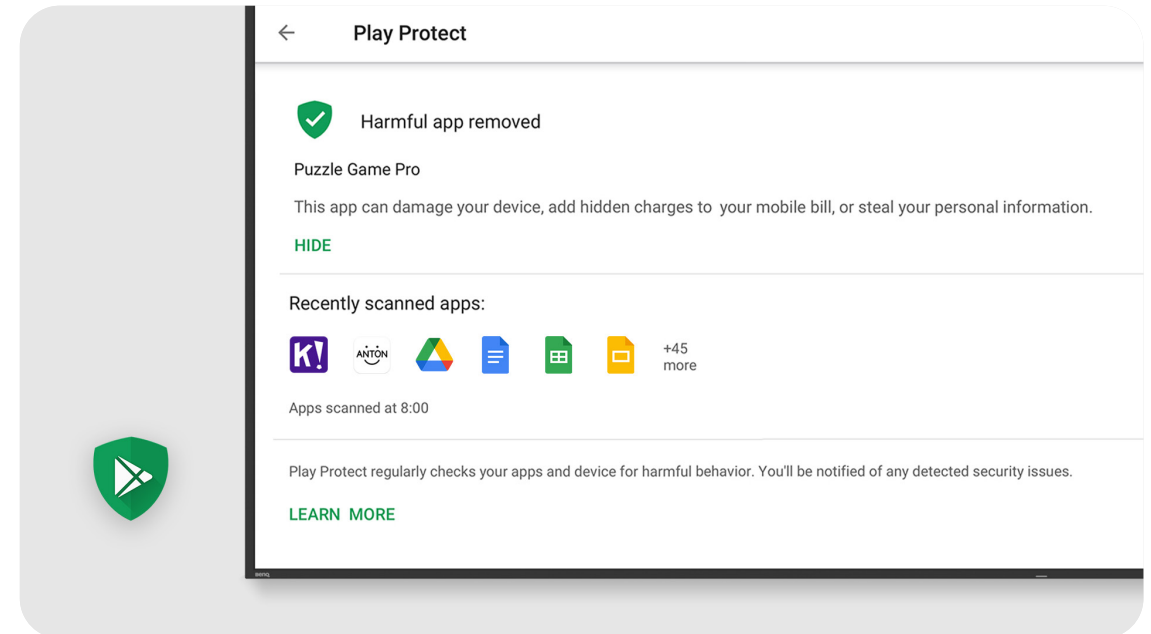 Play Protect
Harmful app removed
Puzzle Game Pro
This app can damage your device, add hidden charges to your mobile bill, or steal your personal information.
HIDE
Recently scanned apps:
K!
ANTON
+45
more
Apps scanned at 8:00
Play Protect regularly checks your apps and device for harmful behavior. You'll be notified of any detected security issues.
LEARN MORE
BenQ